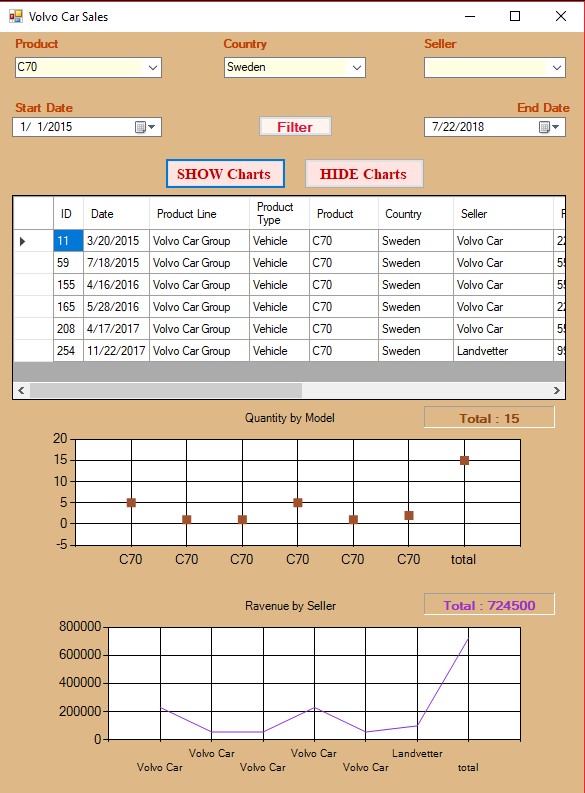 Volvo Car Sales
Product Country Seller
C70 Sweden
Start Date End Date
1/ 1/2015 Filter 7/22/2018
SHOW Charts HIDE Charts
ID Date Product Line Product Type Product Country Seller
11 3/20/2015 Volvo Car Group Vehicle C70 Sweden Volvo Car
59 7/18/2015 Volvo Car Group Vehicle C70 Sweden Volvo Car
155 4/16/2016 Volvo Car Group Vehicle C70 Sweden Volvo Car
165 5/28/2016 Volvo Car Group Vehicle C70 Sweden Volvo Car
208 4/17/2017 Volvo Car Group Vehicle C70 Sweden Volvo Car
254 11/22/2017 Volvo Car Group Vehicle C70 Sweden Landvetter
Quantity by Model Total : 15
20
15
10
5
0
-5
C70 C70 C70 C70 C70 C70 total
Ravenue by Seller Total : 724500
800000
600000
400000
200000
0
Volvo Car Volvo Car Landvetter
Volvo Car Volvo Car Volvo Car total